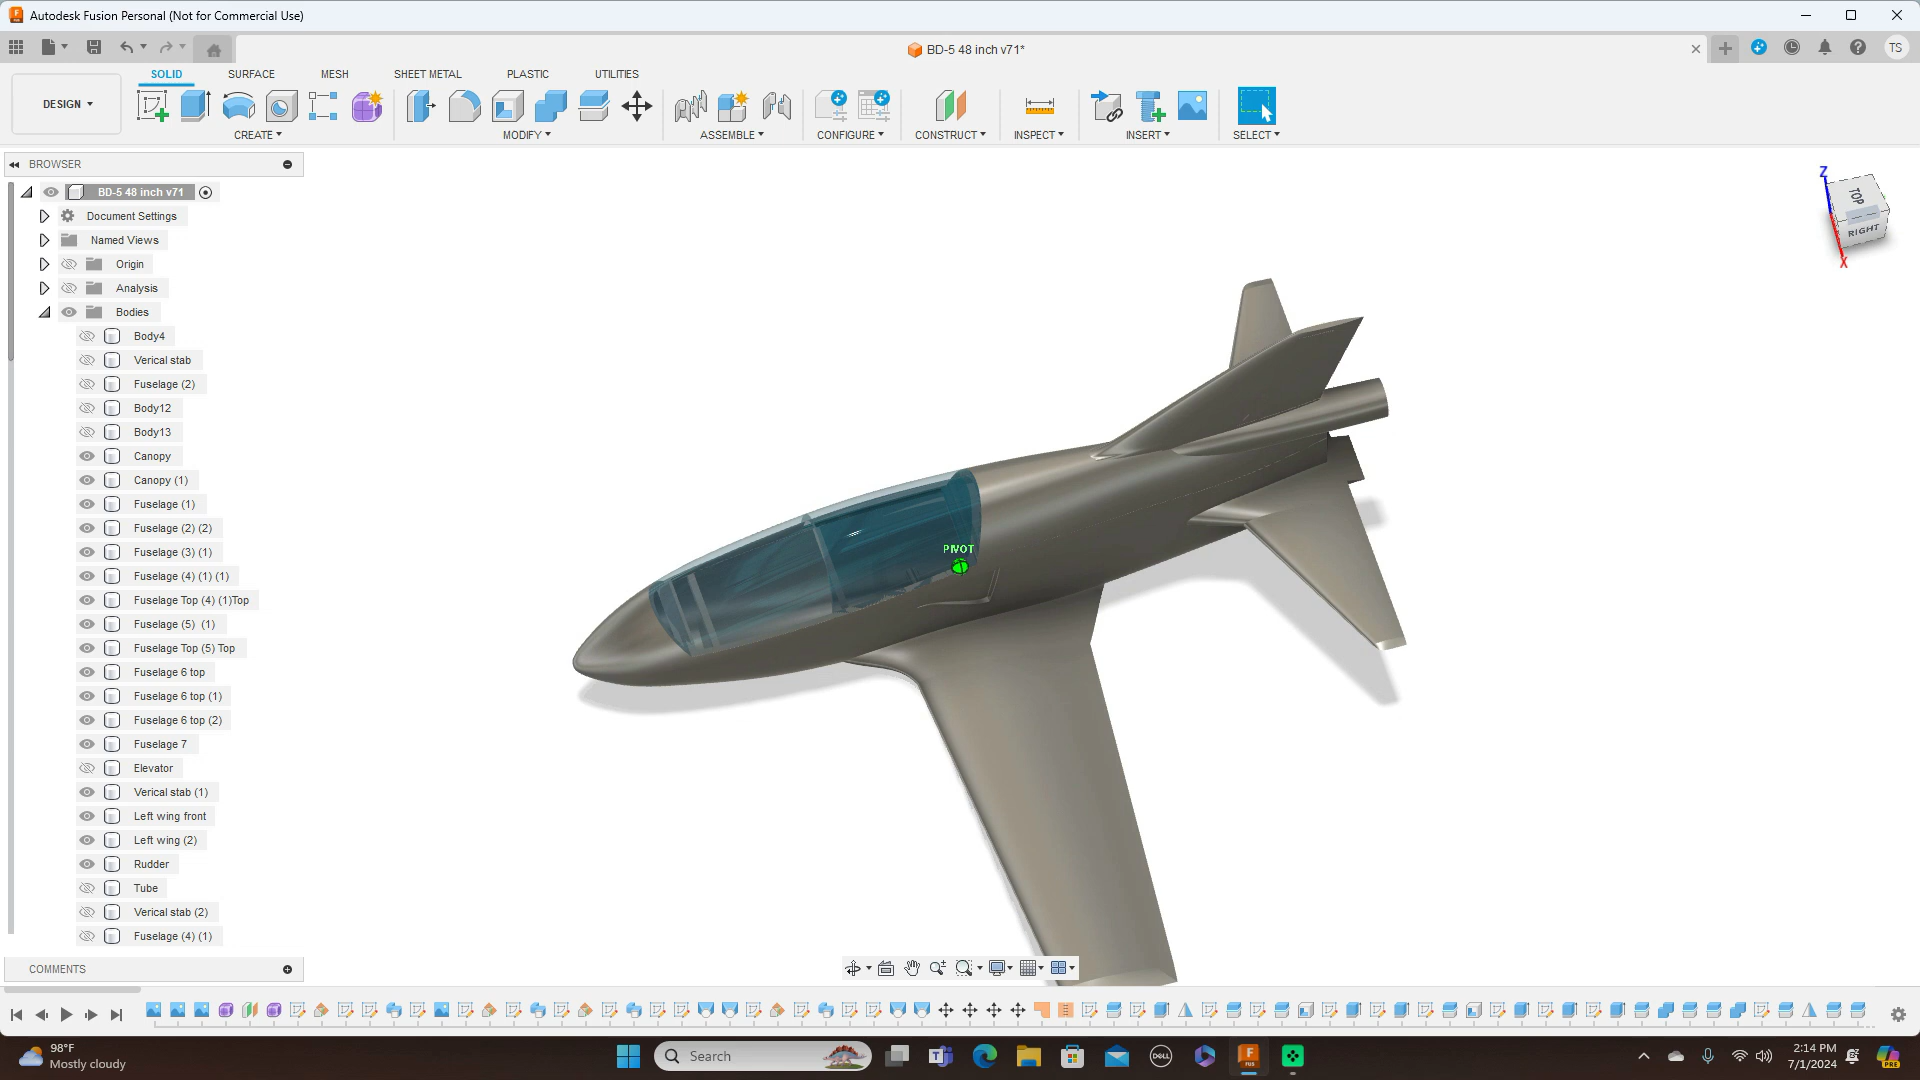 Autodesk Fusion Personal (Not for Commercial Use)
BD-5 48 inch v71*
TS
DESIGN
SOLID
SURFACE
MESH
SHEET METAL
PLASTIC
UTILITIES
CREATE
MODIFY
ASSEMBLE
CONFIGURE
CONSTRUCT
INSPECT
INSERT
SELECT
BROWSER
BD-5 48 inch v71
Document Settings
Named Views
Origin
Analysis
Bodies
Body4
Verical stab
Fuselage (2)
Body12
Body13
Canopy
Canopy (1)
Fuselage (1)
Fuselage (2) (2)
Fuselage (3) (1)
Fuselage (4) (1) (1)
Fuselage Top (4) (1)Top
Fuselage (5) (1)
Fuselage Top (5) Top
Fuselage 6 top
Fuselage 6 top (1)
Fuselage 6 top (2)
Fuselage 7
Elevator
Verical stab (1)
Left wing front
Left wing (2)
Rudder
Tube
Verical stab (2)
Fuselage (4) (1)
Z
TOP
RIGHT
X
PIVOT
COMMENTS
98°F
Mostly cloudy
Search
DELL
FUS
2:14 PM
7/1/2024
PRE